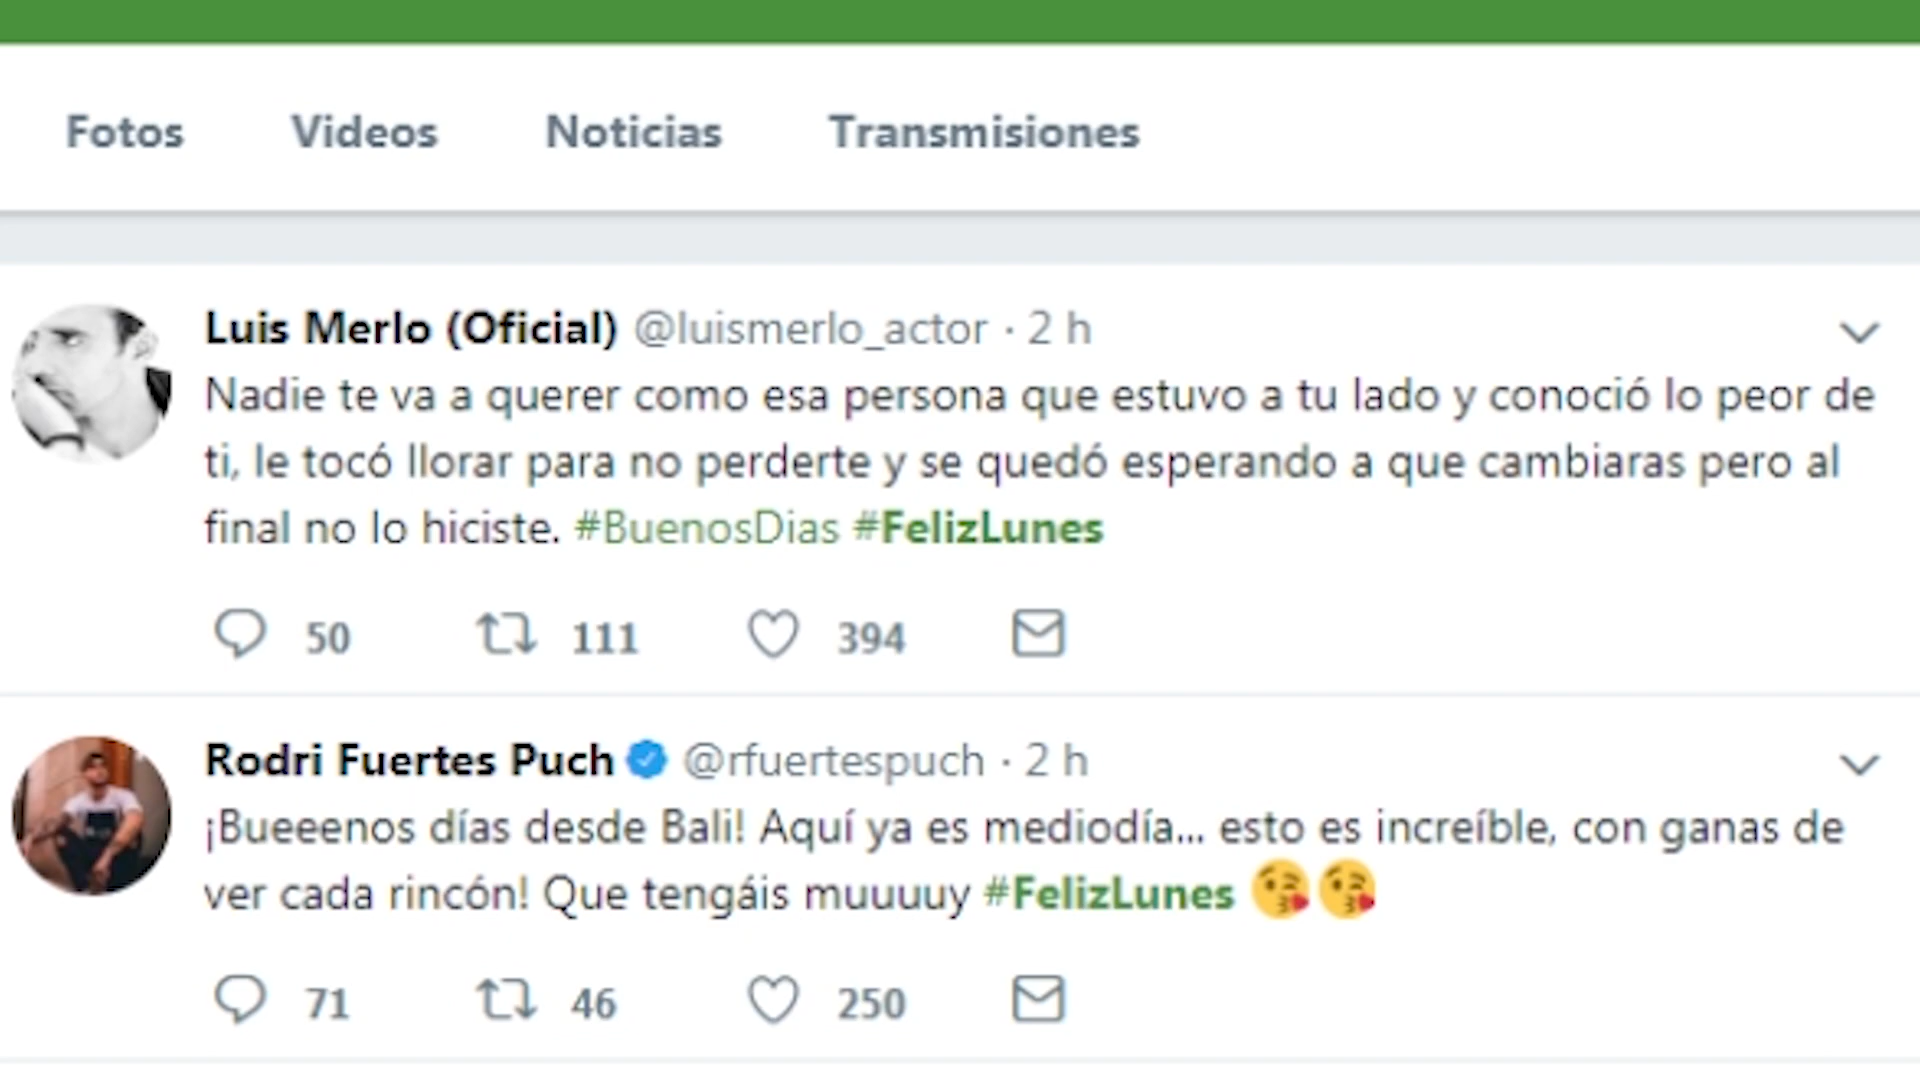 Fotos Videos Noticias Transmisiones
Luis Merlo (Oficial) @luismerlo_actor · 2 h
Nadie te va a querer como esa persona que estuvo a tu lado y conoció lo peor de
ti, le tocó llorar para no perderte y se quedó esperando a que cambiaras pero al
final no lo hiciste. #BuenosDias #FelizLunes
50 111 394
Rodri Fuertes Puch @rfuertespuch · 2 h
¡Bueeenos días desde Bali! Aquí ya es mediodía... esto es increíble, con ganas de
ver cada rincón! Que tengáis muuuuy #FelizLunes 😘😘
71 46 250